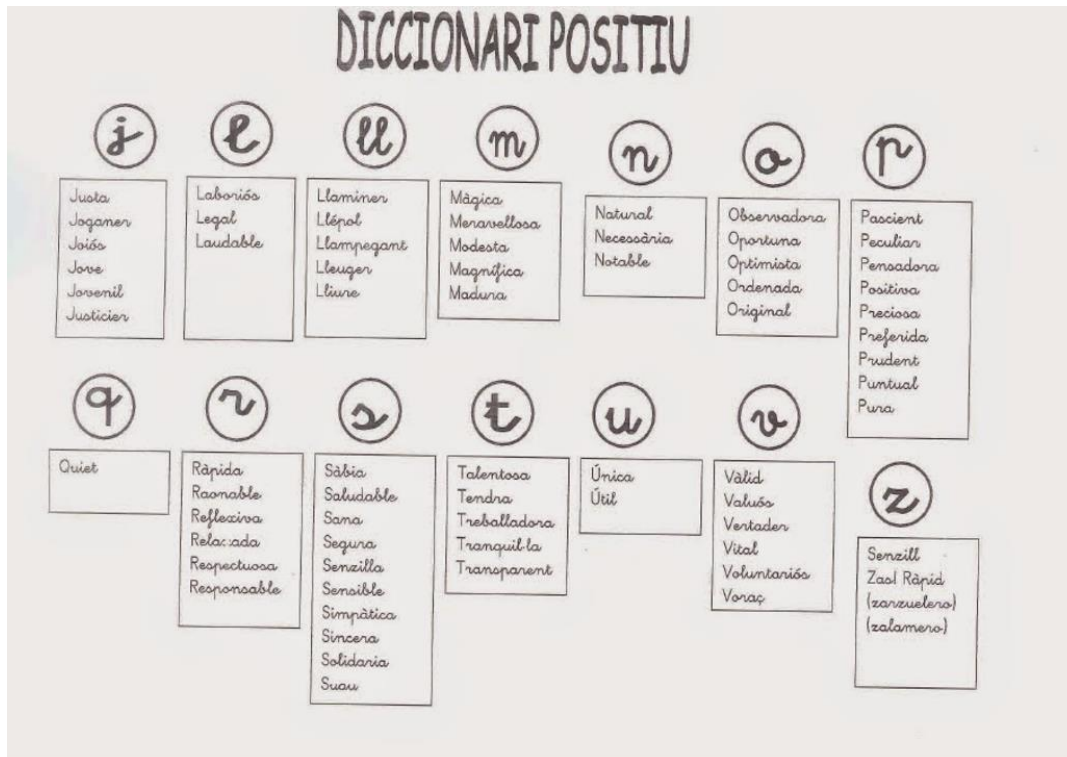 DICCIONARI POSITIU
j
Justa
Joganer
Joiós
Jove
Jovenil
Justicier
l
Laboriós
Legal
Laudable
ll
Llaminer
Llépol
Llampegant
Lleuger
Lliure
m
Màgica
Meravellosa
Modesta
Magnífica
Madura
n
Natural
Necessària
Notable
o
Observadora
Oportuna
Optimista
Ordenada
Original
p
Pascient
Peculiar
Pensadora
Positiva
Preciosa
Preferida
Prudent
Puntual
Pura
q
Quiet
r
Ràpida
Raonable
Reflexiva
Respectuosa
Responsable
s
Sàbia
Saludable
Sana
Segura
Senzilla
Sensible
Simpàtica
Sincera
Solidaria
Suau
t
Talentosa
Tendra
Treballadora
Tranquil·la
Transparent
u
Única
Útil
v
Vàlid
Valuós
Vertader
Vital
Voluntariós
Voraç
z
Senzill
Ràpid
(zarzuelero)
(zalamero)